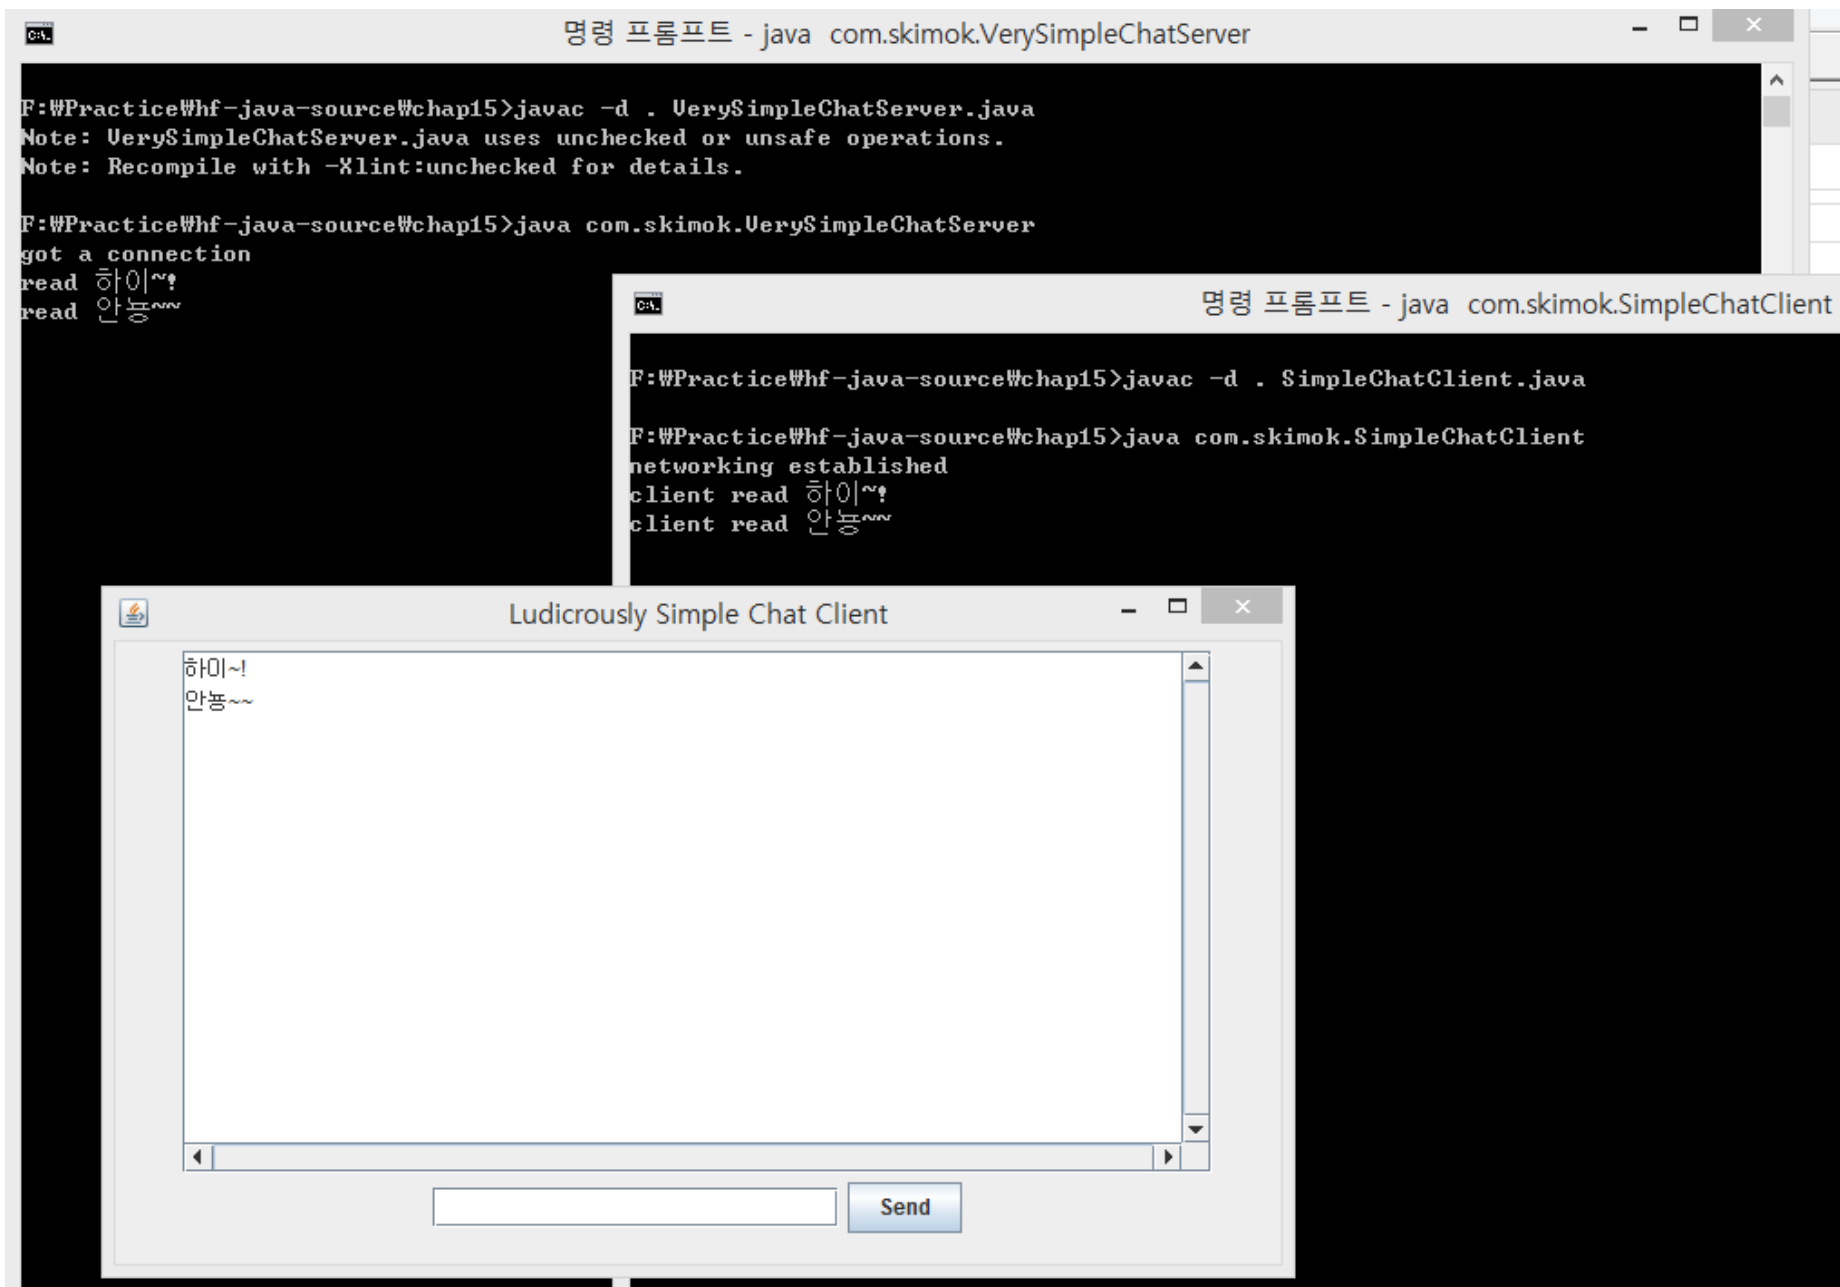 명령 프롬프트 - java com.skimok.VerySimpleChatServer
F:₩Practice₩hf-java-source₩chap15>javac -d . VerySimpleChatServer.java
Note: VerySimpleChatServer.java uses unchecked or unsafe operations.
Note: Recompile with -Xlint:unchecked for details.
F:₩Practice₩hf-java-source₩chap15>java com.skimok.VerySimpleChatServer
got a connection
read 하이~!
read 안뇽~~
명령 프롬프트 - java com.skimok.SimpleChatClient
F:₩Practice₩hf-java-source₩chap15>javac -d . SimpleChatClient.java
F:₩Practice₩hf-java-source₩chap15>java com.skimok.SimpleChatClient
networking established
client read 하이~!
client read 안뇽~~
Ludicrously Simple Chat Client
하이~!
안뇽~~
Send